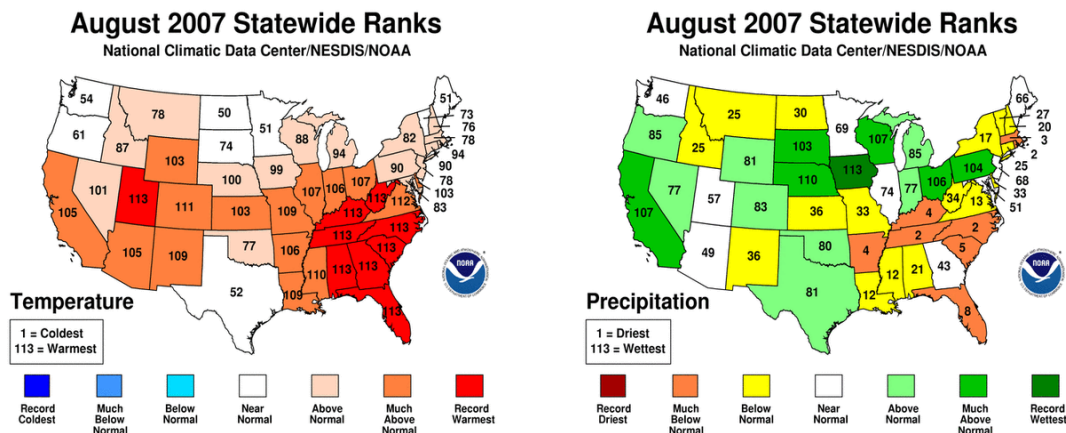 August 2007 Statewide Ranks
National Climatic Data Center/NESDIS/NOAA
54 78 50 51 51
61 87 74 88 82 73
103 94 76
101 100 99 90 78
105 113 111 103 109 107 106 107 113 112 94
90
103
83
105 109 77 106 113 113 113
52 109 110 113 113 113
113
NOAA
Temperature
1 = Coldest
113 = Warmest
Record Coldest
Much Below Normal
Below Normal
Near Normal
Above Normal
Much Above Normal
Record Warmest
August 2007 Statewide Ranks
National Climatic Data Center/NESDIS/NOAA
46 25 30 69 66
85 25 103 107 17 27
81 85 20
77 110 113 104 3
107 57 83 36 33 74 77 106 34 13 2
25
68
33
51
49 36 80 4 4 2 2
81 12 12 21 43 5
8
NOAA
Precipitation
1 = Driest
113 = Wettest
Record Driest
Much Below Normal
Below Normal
Near Normal
Above Normal
Much Above Normal
Record Wettest